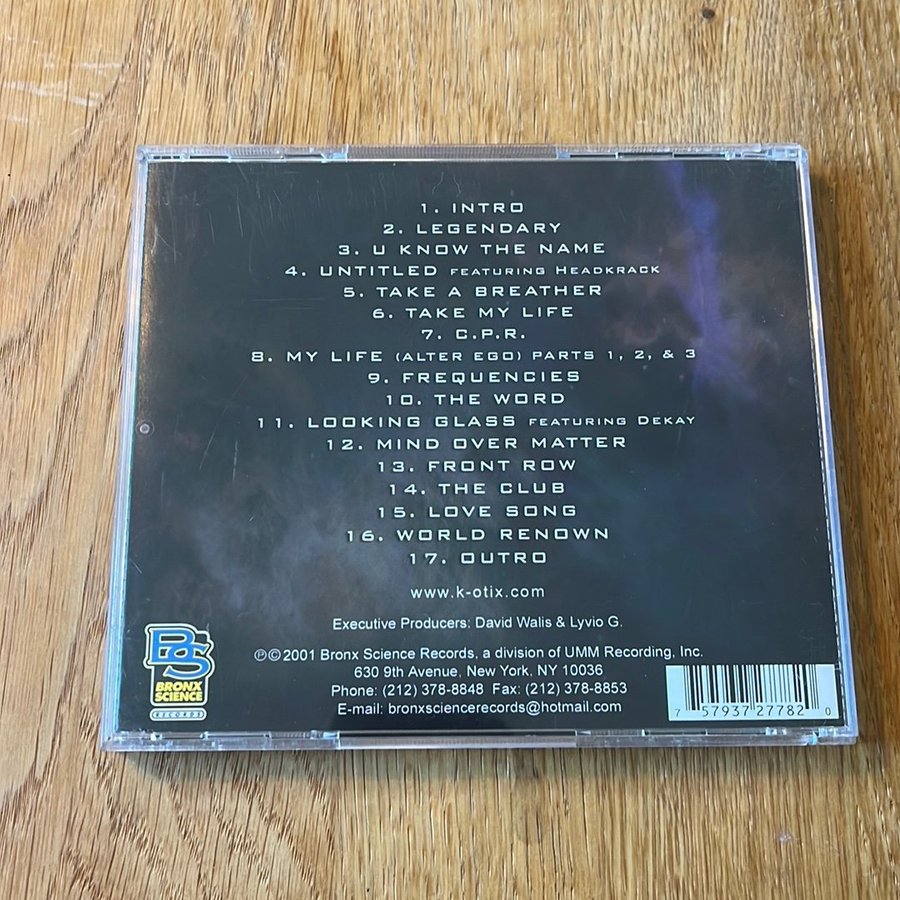 1. INTRO
2. LEGENDARY
3. U KNOW THE NAME
4. UNTITLED FEATURING HEADKRACK
5. TAKE A BREATHER
6. TAKE MY LIFE
7. C.P.R.
8. MY LIFE (ALTER EGO) PARTS 1, 2, & 3
9. FREQUENCIES
10. THE WORD
11. LOOKING GLASS FEATURING DEKAY
12. MIND OVER MATTER
13. FRONT ROW
14. THE CLUB
15. LOVE SONG
16. WORLD RENOWN
17. OUTRO
www.k-otix.com
Executive Producers: David Walis & Lyvio G.
℗©2001 Bronx Science Records, a division of UMM Recording, Inc.
630 9th Avenue, New York, NY 10036
Phone: (212) 378-8848 Fax: (212) 378-8853
E-mail: bronxsciencerecords@hotmail.com
BS
BRONX
SCIENCE
RECORDS
7 57937 27782 0